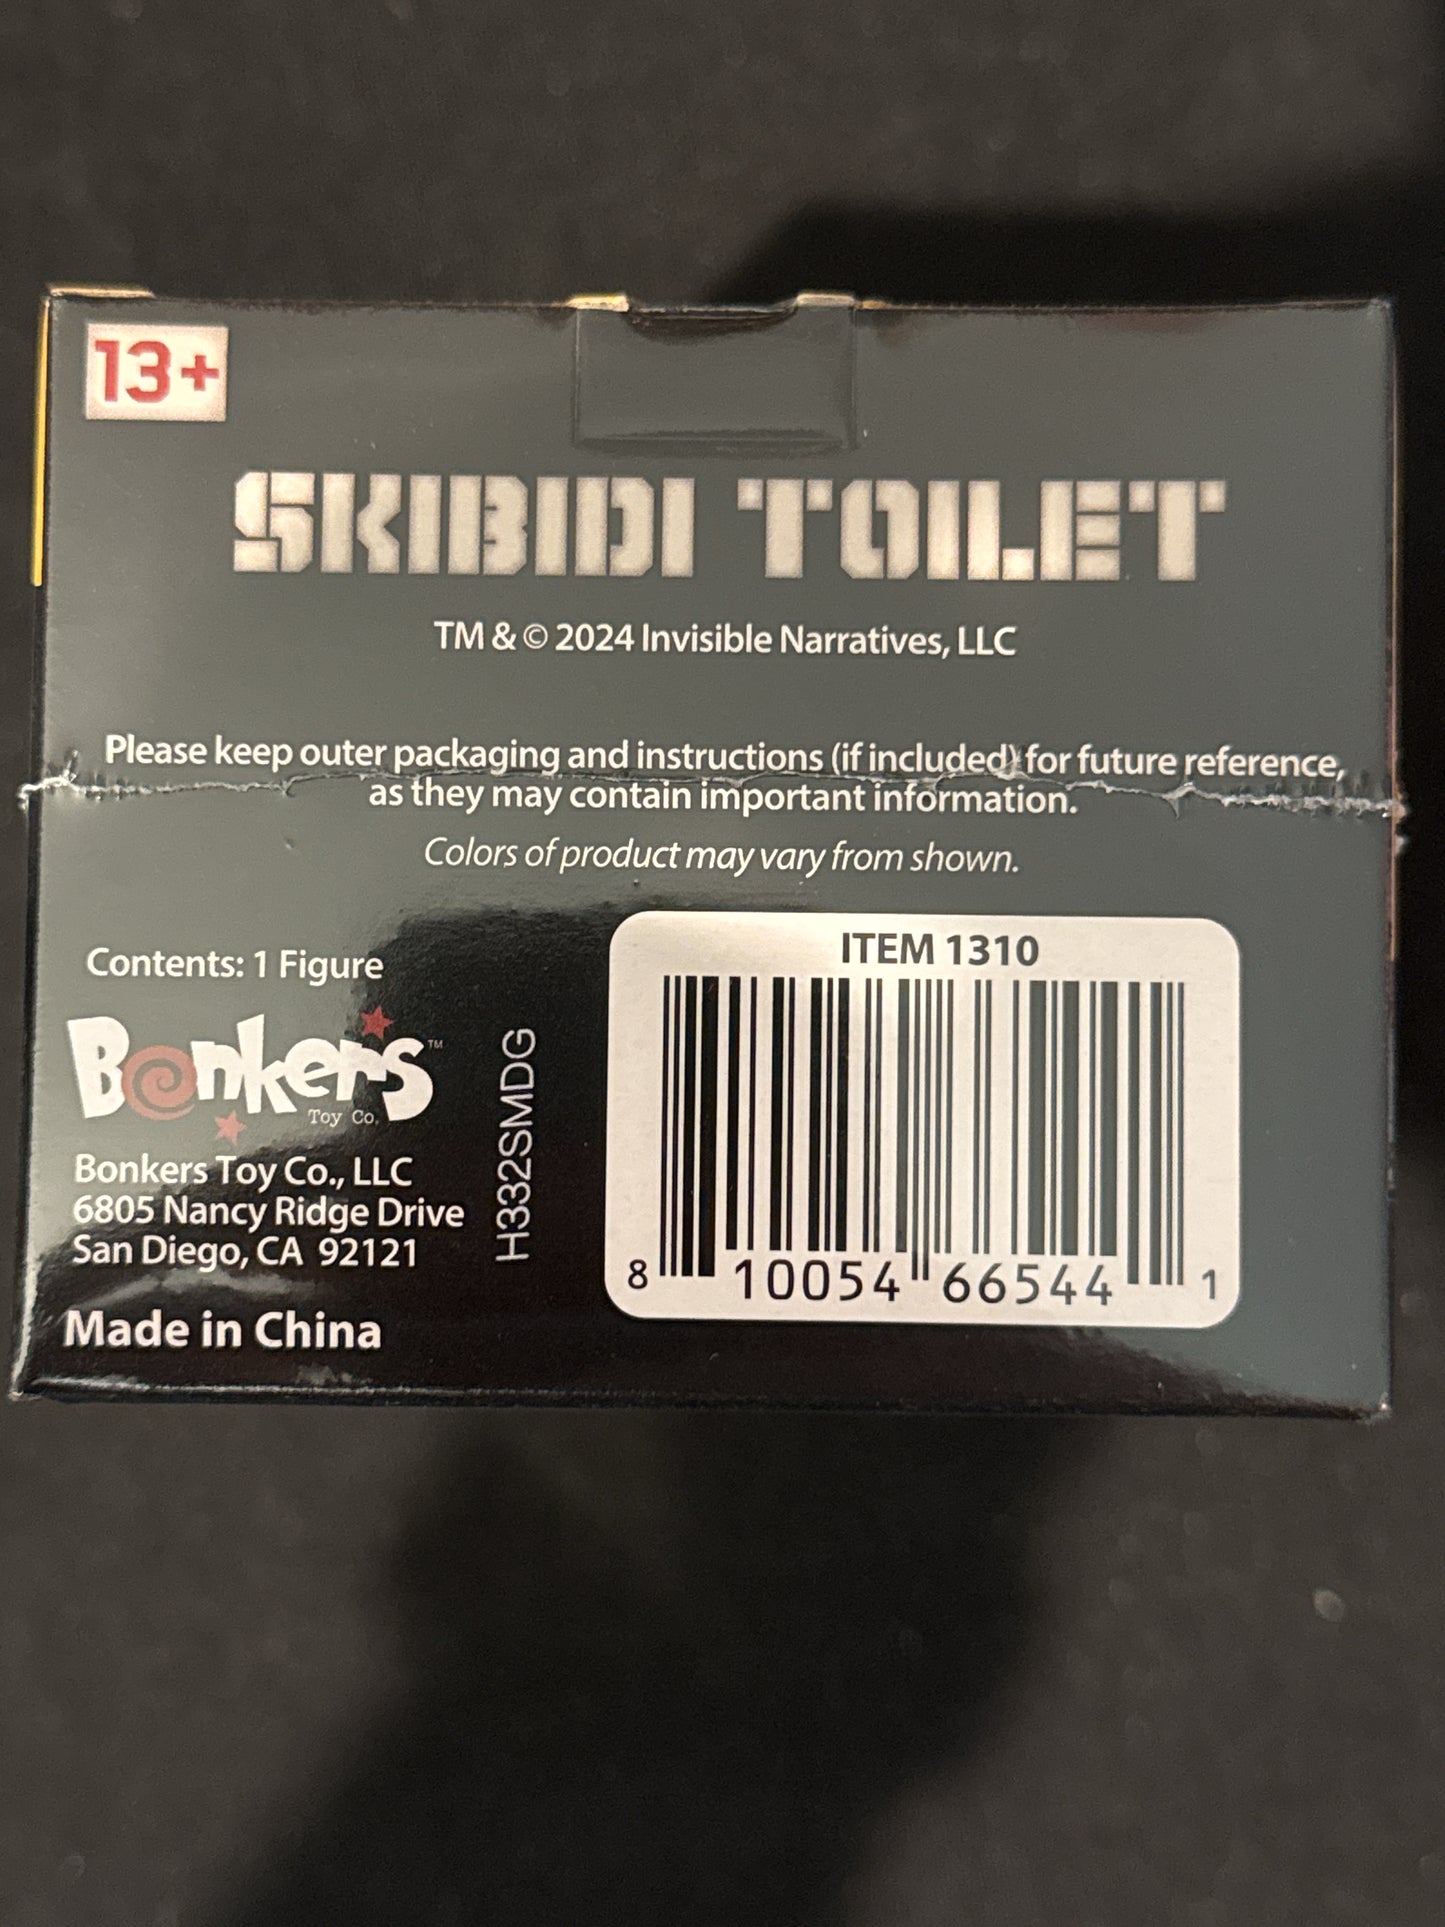 13+
SKIBIDI TOILET
TM & © 2024 Invisible Narratives, LLC
Please keep outer packaging and instructions (if included) for future reference,
as they may contain important information.
Colors of product may vary from shown.
Contents: 1 Figure
Bonkers™
Toy Co.
Bonkers Toy Co., LLC
6805 Nancy Ridge Drive
San Diego, CA 92121
Made in China
H332SMDG
ITEM 1310
8 10054 66544 1